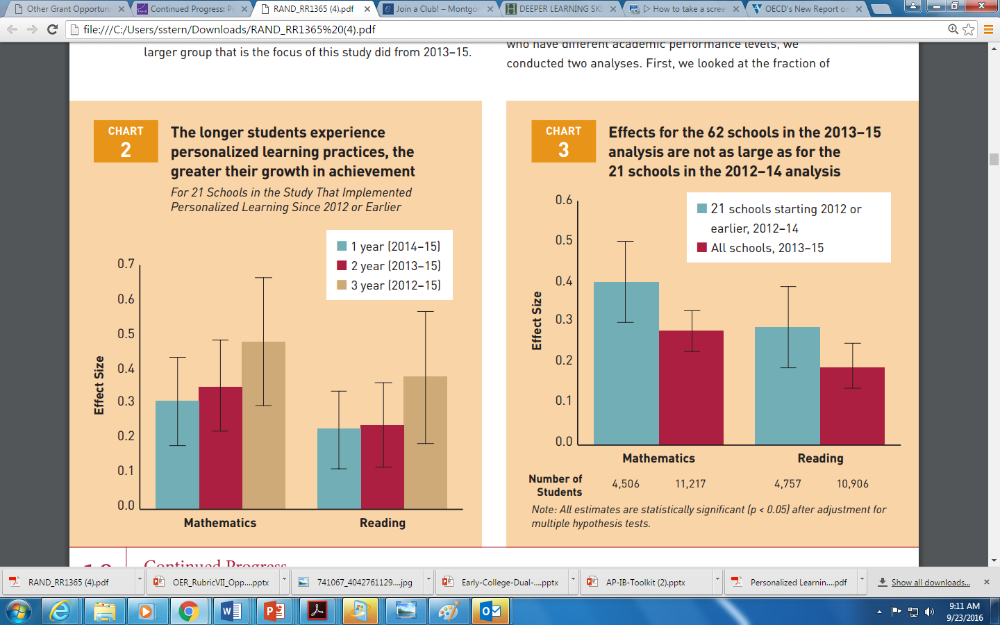 Other Grant Opportun
Continued Progress: P
RAND_RR1365 (4).pdf
Join a Club! – Montgo
DEEPER LEARNING SKI
▷ How to take a scree
OECD's New Report on
file:///C:/Users/sstern/Downloads/RAND_RR1365%20(4).pdf
larger group that is the focus of this study did from 2013–15.
who have different academic performance levels, we
conducted two analyses. First, we looked at the fraction of
CHART
2
The longer students experience
personalized learning practices, the
greater their growth in achievement
For 21 Schools in the Study That Implemented
Personalized Learning Since 2012 or Earlier
1 year (2014–15)
2 year (2013–15)
3 year (2012–15)
Effect Size
0.7
0.6
0.5
0.4
0.3
0.2
0.1
0.0
Mathematics
Reading
CHART
3
Effects for the 62 schools in the 2013–15
analysis are not as large as for the
21 schools in the 2012–14 analysis
21 schools starting 2012 or
earlier, 2012–14
All schools, 2013–15
Effect Size
0.6
0.5
0.4
0.3
0.2
0.1
0.0
Mathematics
Reading
Number of
Students
4,506
11,217
4,757
10,906
Note: All estimates are statistically significant (p < 0.05) after adjustment for
multiple hypothesis tests.
Continued Progress
RAND_RR1365 (4).pdf
OER_RubricVII_Opp....pptx
741067_4042761129....jpg
Early-College-Dual-....pptx
AP-IB-Toolkit (2).pptx
Personalized Learnin....pdf
Show all downloads...
9:11 AM
9/23/2016